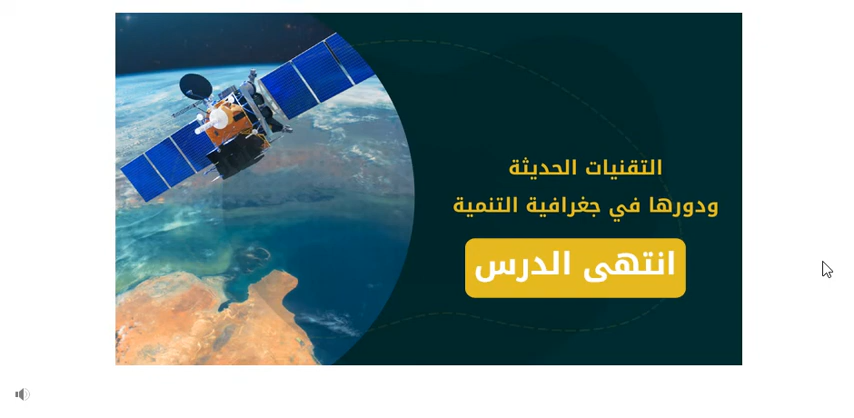 التقنيات الحديثة
ودورها في جغرافية التنمية
انتهى الدرس